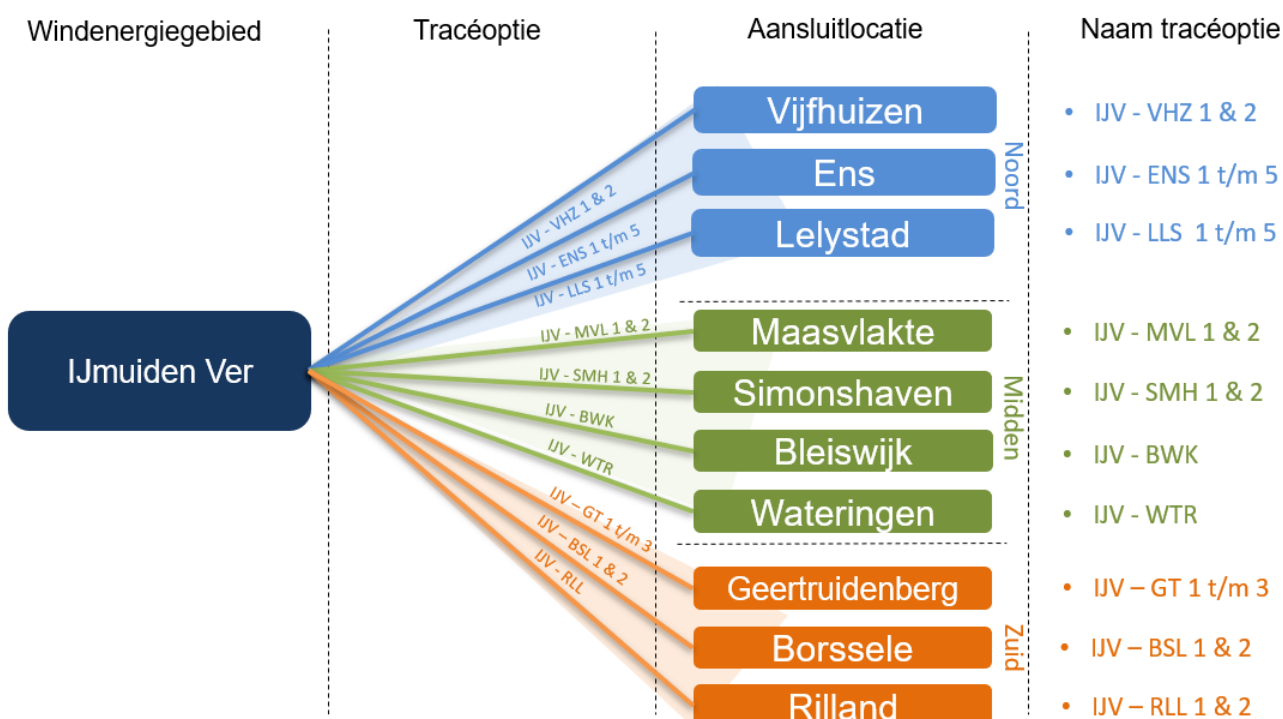 Windenergiegebied
Tracéoptie
Aansluitlocatie
Naam tracéoptie
IJmuiden Ver
IJV - VHZ 1 & 2
IJV - ENS 1 t/m 5
IJV - LLS 1 t/m 5
IJV - MVL 1 & 2
IJV - SMH 1 & 2
IJV - BWK
IJV - WTR
IJV – GT 1 t/m 3
IJV – BSL 1 & 2
IJV - RLL
Vijfhuizen
Ens
Lelystad
Noord
Maasvlakte
Simonshaven
Bleiswijk
Wateringen
Midden
Geertruidenberg
Borssele
Rilland
Zuid
• IJV - VHZ 1 & 2
• IJV - ENS 1 t/m 5
• IJV - LLS 1 t/m 5
• IJV - MVL 1 & 2
• IJV - SMH 1 & 2
• IJV - BWK
• IJV - WTR
• IJV – GT 1 t/m 3
• IJV – BSL 1 & 2
• IJV – RLL 1 & 2